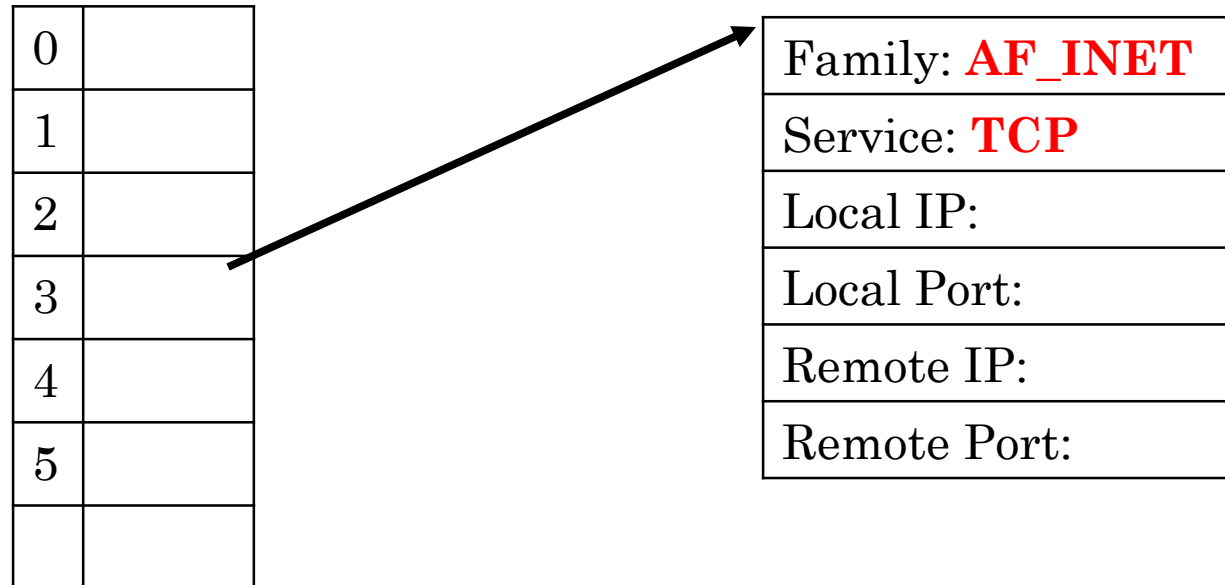 0
1
2
3
4
5
Family: AF_INET
Service: TCP
Local IP:
Local Port:
Remote IP:
Remote Port: